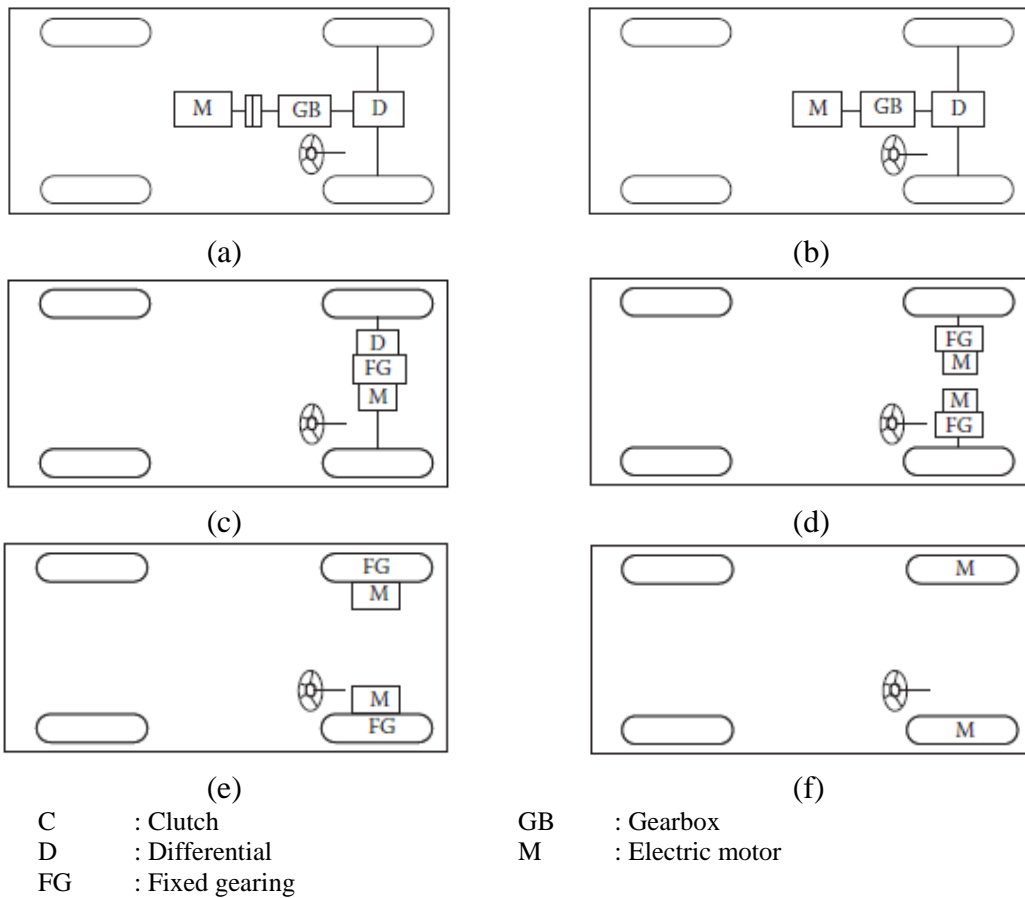 M GB D
M GB D
(a) (b)
D
FG
M
FG
M
M
FG
(c) (d)
FG
M
M
FG
M
M
(e) (f)
C : Clutch GB : Gearbox
D : Differential M : Electric motor
FG : Fixed gearing